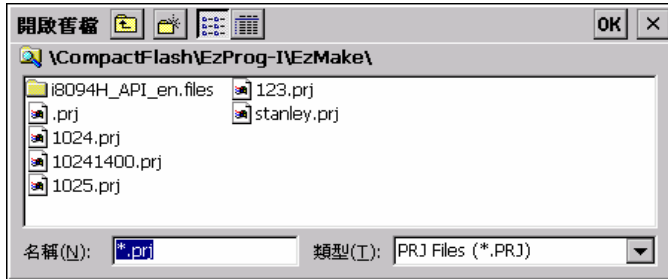 開啟舊檔 OK ×
\CompactFlash\EzProg-I\EzMake\
i8094H_API_en.files 123.prj
.prj stanley.prj
1024.prj
10241400.prj
1025.prj
名稱(N): *.prj 類型(T): PRJ Files (*.PRJ)